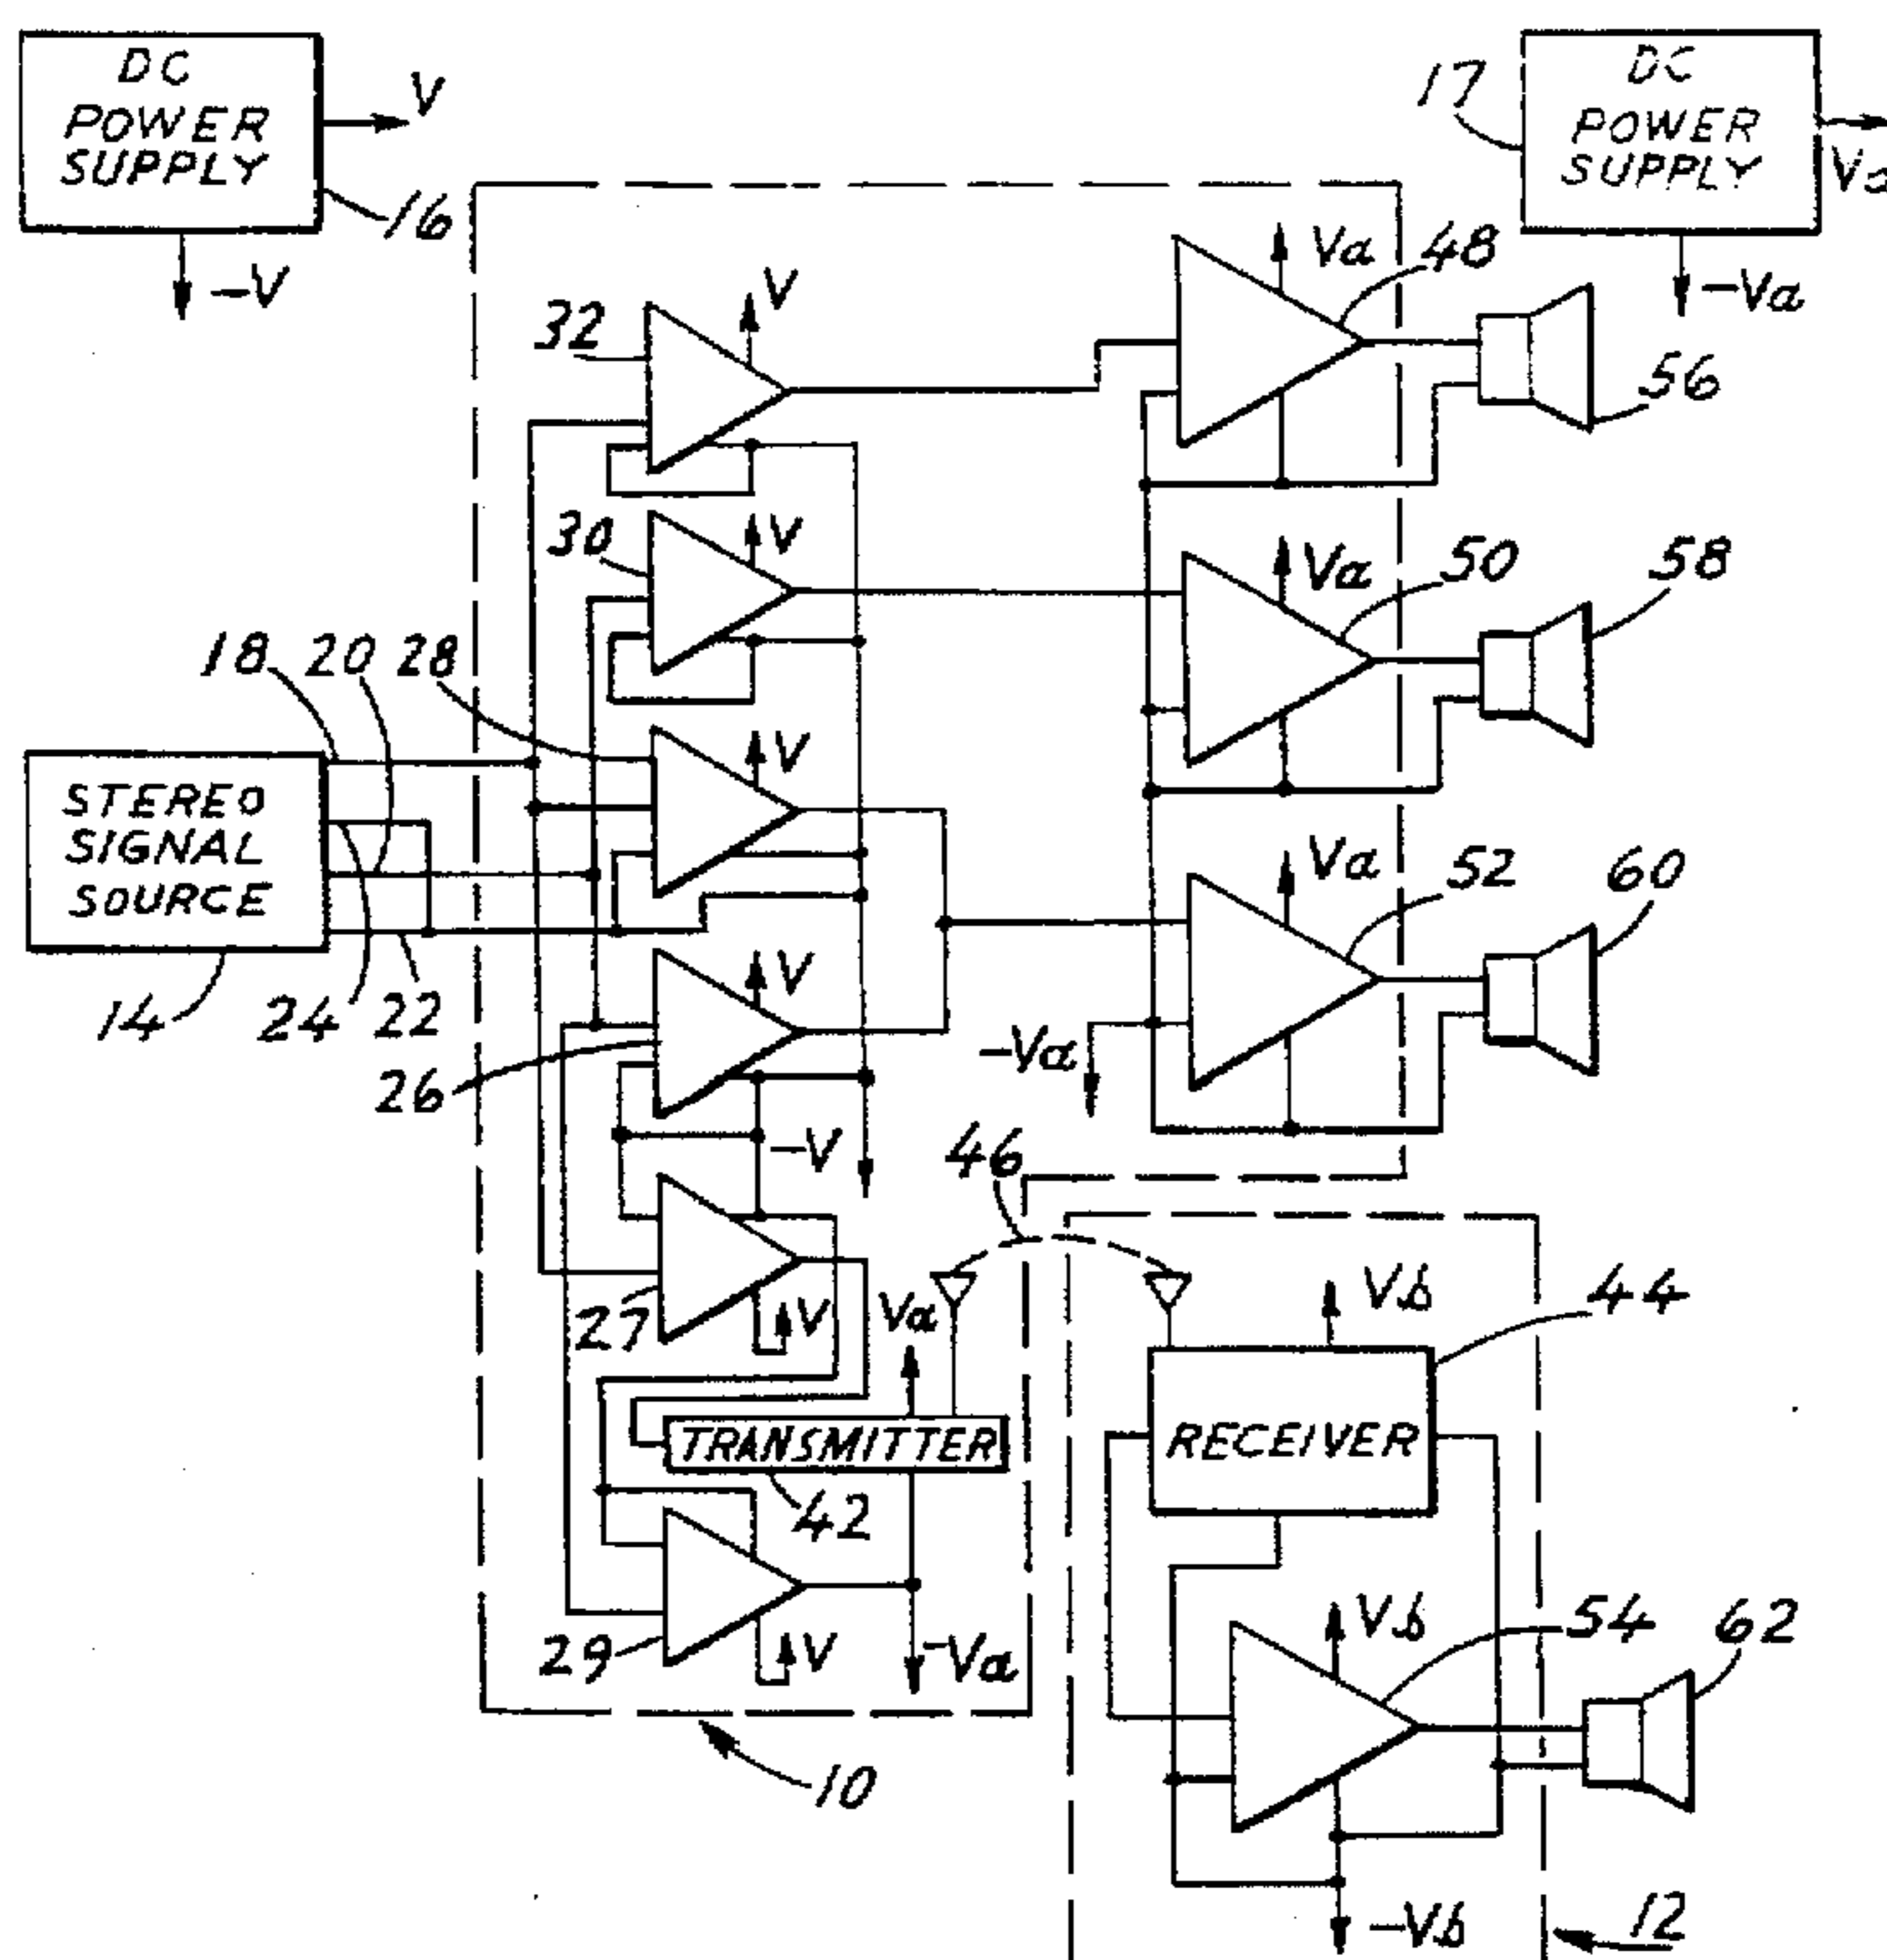 DC
POWER
SUPPLY
V
16
-V
DC
POWER
SUPPLY
17
-Va
32
V
Va
48
56
30
V
Va
50
58
18
20
28
V
STEREO
SIGNAL
SOURCE
14
24
22
Va
52
60
V
26
-Va
-V
46
27
V
Va
Vb
44
TRANSMITTER
RECEIVER
42
29
V
-Va
Vb
54
62
10
-Vb
12